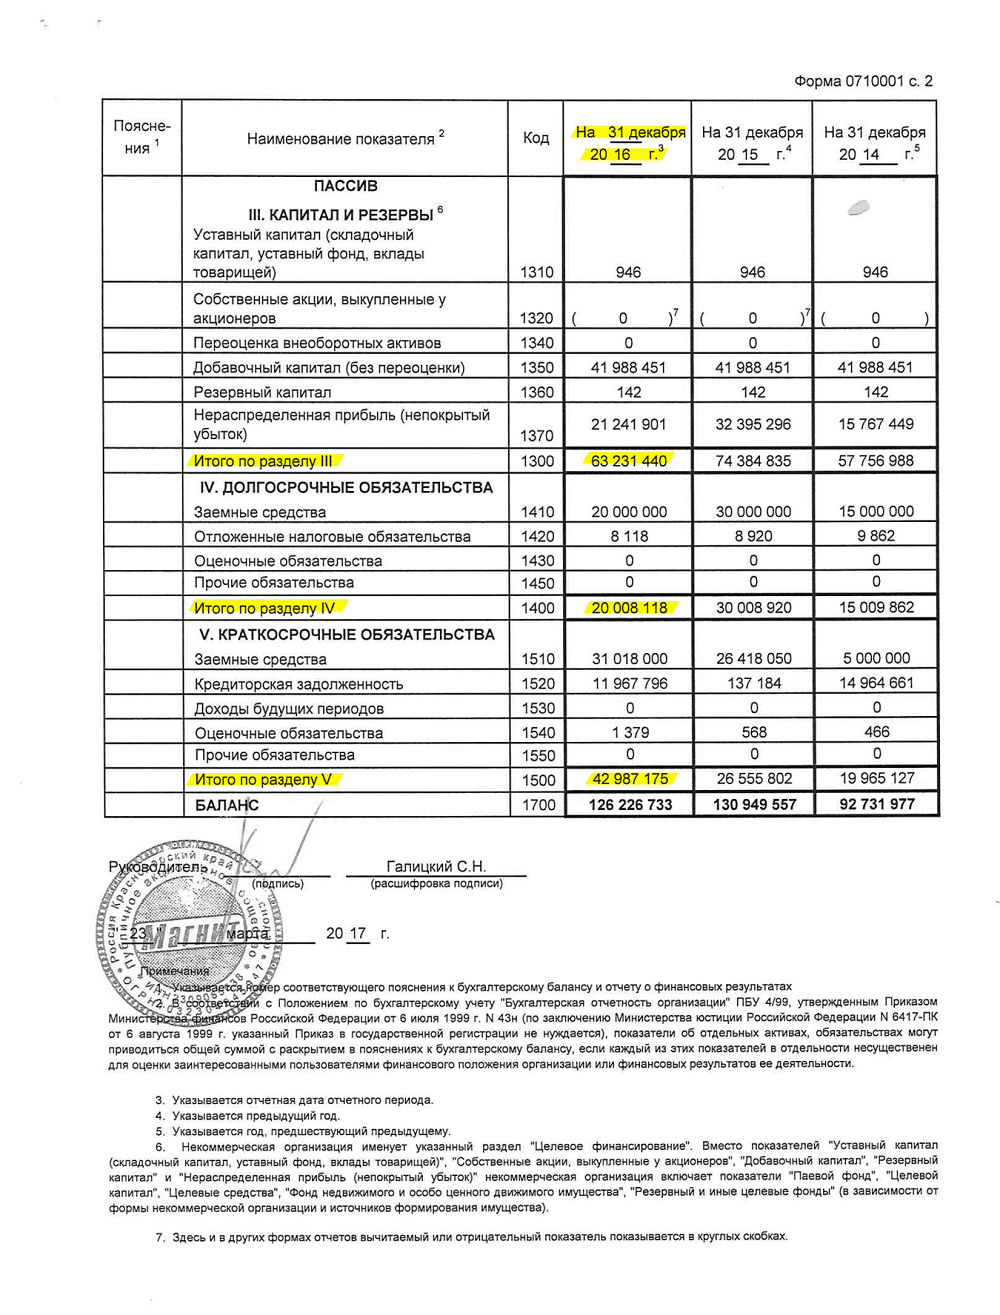 Форма 0710001 с. 2
Поясне-
ния 1
Наименование показателя 2
Код
На 31 декабря
20 16 г.3
На 31 декабря
20 15 г.4
На 31 декабря
20 14 г.5
ПАССИВ
III. КАПИТАЛ И РЕЗЕРВЫ 6
Уставный капитал (складочный
капитал, уставный фонд, вклады
товарищей) 1310 946 946 946
Собственные акции, выкупленные у
акционеров 1320 ( 0 )7 ( 0 )7 ( 0 )
Переоценка внеоборотных активов 1340 0 0 0
Добавочный капитал (без переоценки) 1350 41 988 451 41 988 451 41 988 451
Резервный капитал 1360 142 142 142
Нераспределенная прибыль (непокрытый
убыток) 1370 21 241 901 32 395 296 15 767 449
Итого по разделу III 1300 63 231 440 74 384 835 57 756 988
IV. ДОЛГОСРОЧНЫЕ ОБЯЗАТЕЛЬСТВА
Заемные средства 1410 20 000 000 30 000 000 15 000 000
Отложенные налоговые обязательства 1420 8 118 8 920 9 862
Оценочные обязательства 1430 0 0 0
Прочие обязательства 1450 0 0 0
Итого по разделу IV 1400 20 008 118 30 008 920 15 009 862
V. КРАТКОСРОЧНЫЕ ОБЯЗАТЕЛЬСТВА
Заемные средства 1510 31 018 000 26 418 050 5 000 000
Кредиторская задолженность 1520 11 967 796 137 184 14 964 661
Доходы будущих периодов 1530 0 0 0
Оценочные обязательства 1540 1 379 568 466
Прочие обязательства 1550 0 0 0
Итого по разделу V 1500 42 987 175 26 555 802 19 965 127
БАЛАНС 1700 126 226 733 130 949 557 92 731 977
Руководитель Галицкий С.Н.
(подпись) (расшифровка подписи)
" 23 " марта 20 17 г.
Россия Краснодарский край
Публичное акционерное общество
Магнит
Примечания
1. Указывается номер соответствующего пояснения к бухгалтерскому балансу и отчету о финансовых результатах
2. В соответствии с Положением по бухгалтерскому учету "Бухгалтерская отчетность организации" ПБУ 4/99, утвержденным Приказом
Министерства финансов Российской Федерации от 6 июля 1999 г. N 43н (по заключению Министерства юстиции Российской Федерации N 6417-ПК
от 6 августа 1999 г. указанный Приказ в государственной регистрации не нуждается), показатели об отдельных активах, обязательствах могут
приводиться общей суммой с раскрытием в пояснениях к бухгалтерскому балансу, если каждый из этих показателей в отдельности несущественен
для оценки заинтересованными пользователями финансового положения организации или финансовых результатов ее деятельности.
3. Указывается отчетная дата отчетного периода.
4. Указывается предыдущий год.
5. Указывается год, предшествующий предыдущему.
6. Некоммерческая организация именует указанный раздел "Целевое финансирование". Вместо показателей "Уставный капитал
(складочный капитал, уставный фонд, вклады товарищей)", "Собственные акции, выкупленные у акционеров", "Добавочный капитал", "Резервный
капитал" и "Нераспределенная прибыль (непокрытый убыток)" некоммерческая организация включает показатели "Паевой фонд", "Целевой
капитал", "Целевые средства", "Фонд недвижимого и особо ценного движимого имущества", "Резервный и иные целевые фонды" (в зависимости от
формы некоммерческой организации и источников формирования имущества).
7. Здесь и в других формах отчетов вычитаемый или отрицательный показатель показывается в круглых скобках.